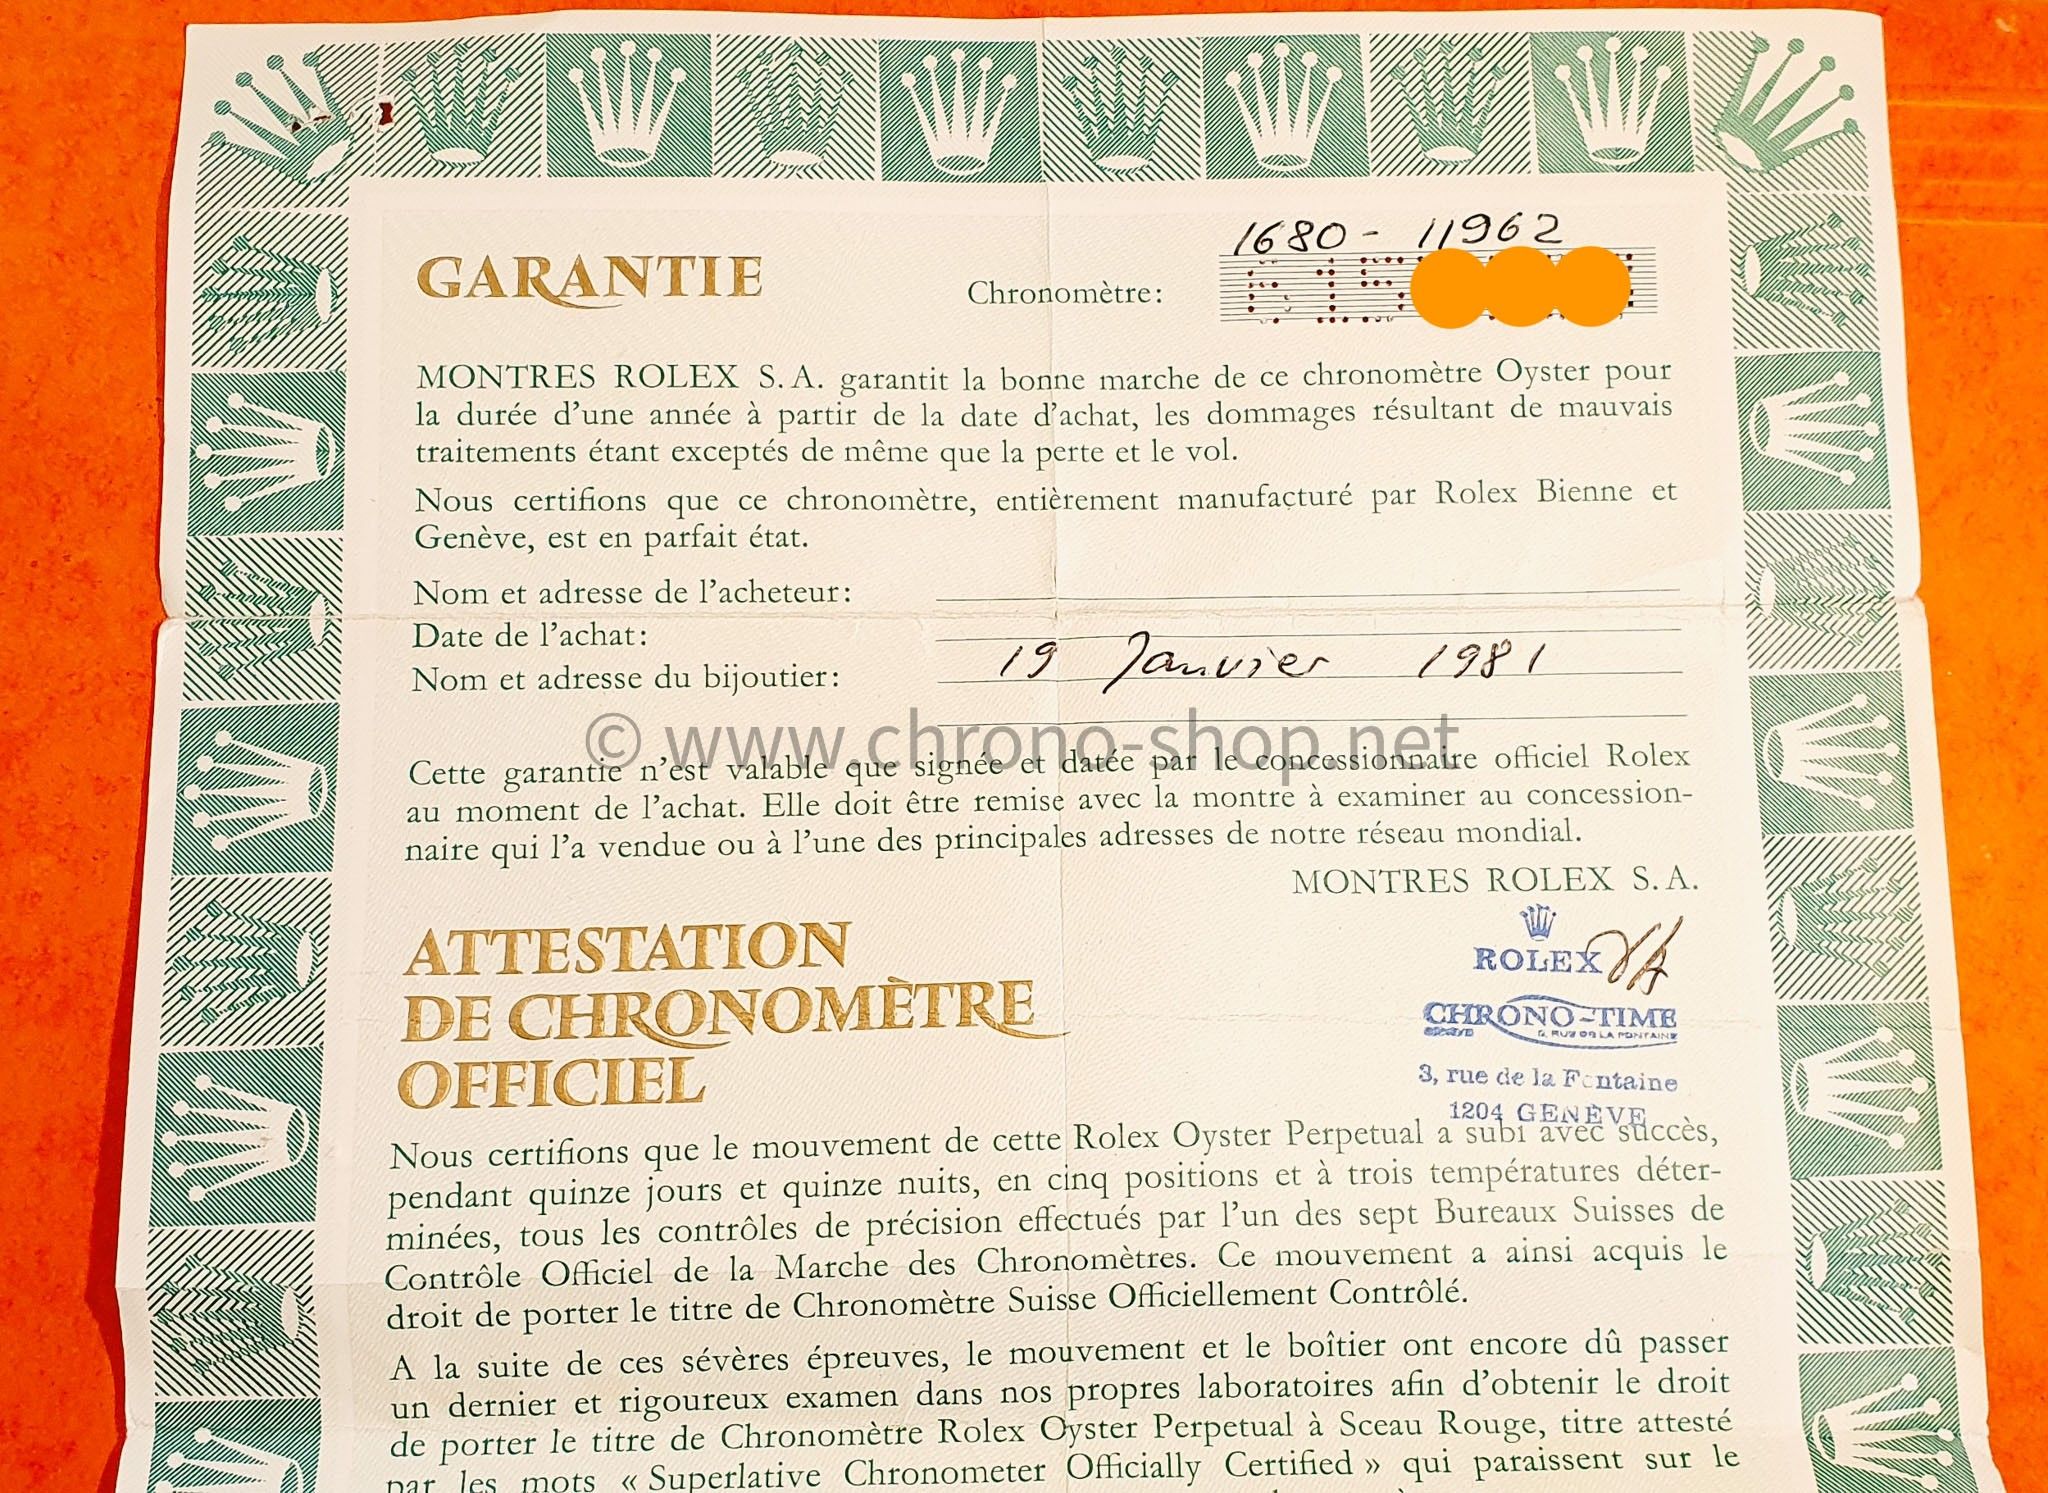 1680 - 11962
GARANTIE
Chronomètre:
MONTRES ROLEX S.A. garantit la bonne marche de ce chronomètre Oyster pour
la durée d'une année à partir de la date d'achat, les dommages résultant de mauvais
traitements étant exceptés de même que la perte et le vol.
Nous certifions que ce chronomètre, entièrement manufacturé par Rolex Bienne et
Genève, est en parfait état.
Nom et adresse de l'acheteur:
Date de l'achat:
19 Janvier 1981
Nom et adresse du bijoutier:
© www.chrono-shop.net
Cette garantie n'est valable que signée et datée par le concessionnaire officiel Rolex
au moment de l'achat. Elle doit être remise avec la montre à examiner au concession-
naire qui l'a vendue ou à l'une des principales adresses de notre réseau mondial.
MONTRES ROLEX S.A.
ROLEX
CHRONO-TIME
3, rue de la Fontaine
1204 GENÈVE
ATTESTATION
DE CHRONOMÈTRE
OFFICIEL
Nous certifions que le mouvement de cette Rolex Oyster Perpetual a subi avec succès,
pendant quinze jours et quinze nuits, en cinq positions et à trois températures déter-
minées, tous les contrôles de précision effectués par l'un des sept Bureaux Suisses de
Contrôle Officiel de la Marche des Chronomètres. Ce mouvement a ainsi acquis le
droit de porter le titre de Chronomètre Suisse Officiellement Contrôlé.
A la suite de ces sévères épreuves, le mouvement et le boîtier ont encore dû passer
un dernier et rigoureux examen dans nos propres laboratoires afin d'obtenir le droit
de porter le titre de Chronomètre Rolex Oyster Perpetual à Sceau Rouge, titre attesté
par les mots « Superlative Chronometer Officially Certified » qui paraissent sur le